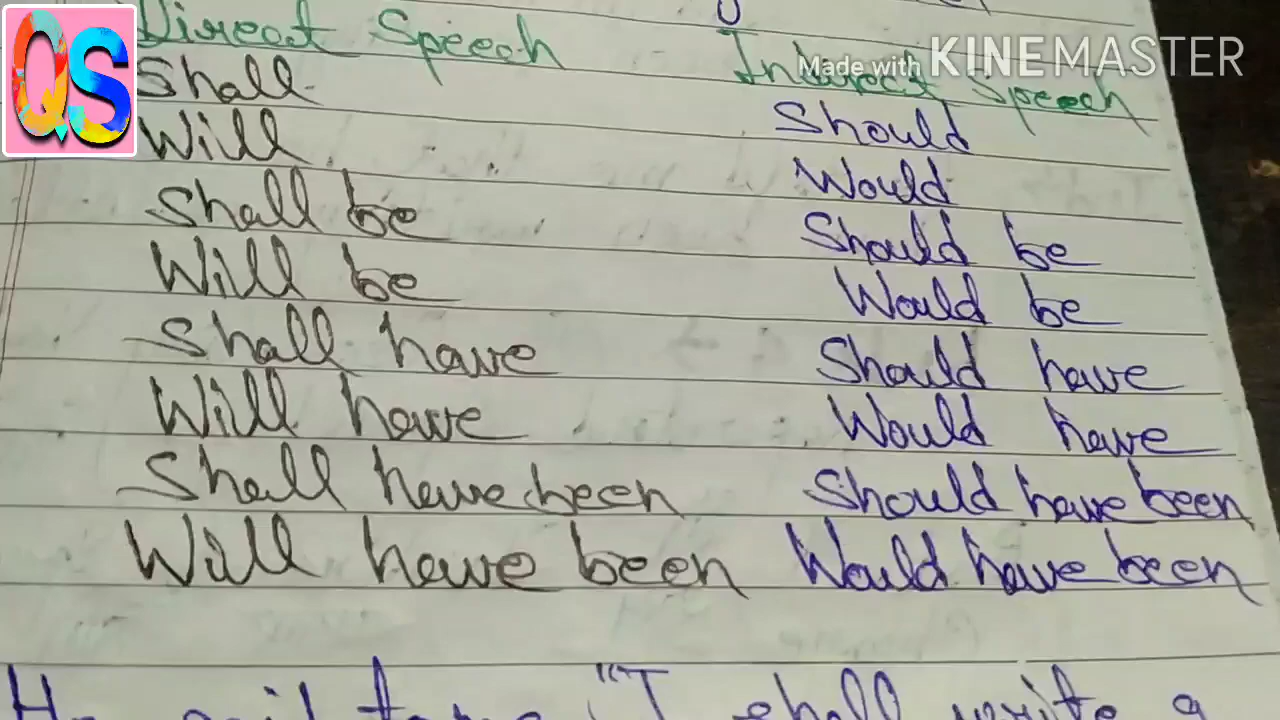 QS
Made with KINEMASTER
Direct Speech Indirect Speech
Shall Should
Will Would
Shall be Should be
Will be Would be
Shall have Should have
Will have Would have
Shall have been Should have been
Will have been Would have been
"I shall write a